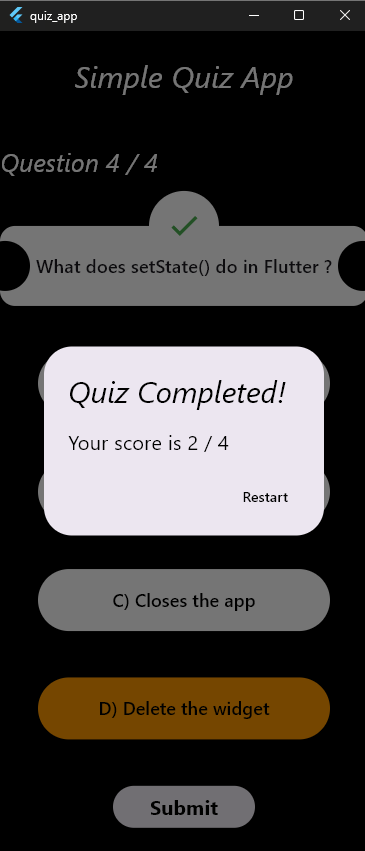 quiz_app
Simple Quiz App
Question 4 / 4
What does setState() do in Flutter ?
Quiz Completed!
Your score is 2 / 4
Restart
C) Closes the app
D) Delete the widget
Submit